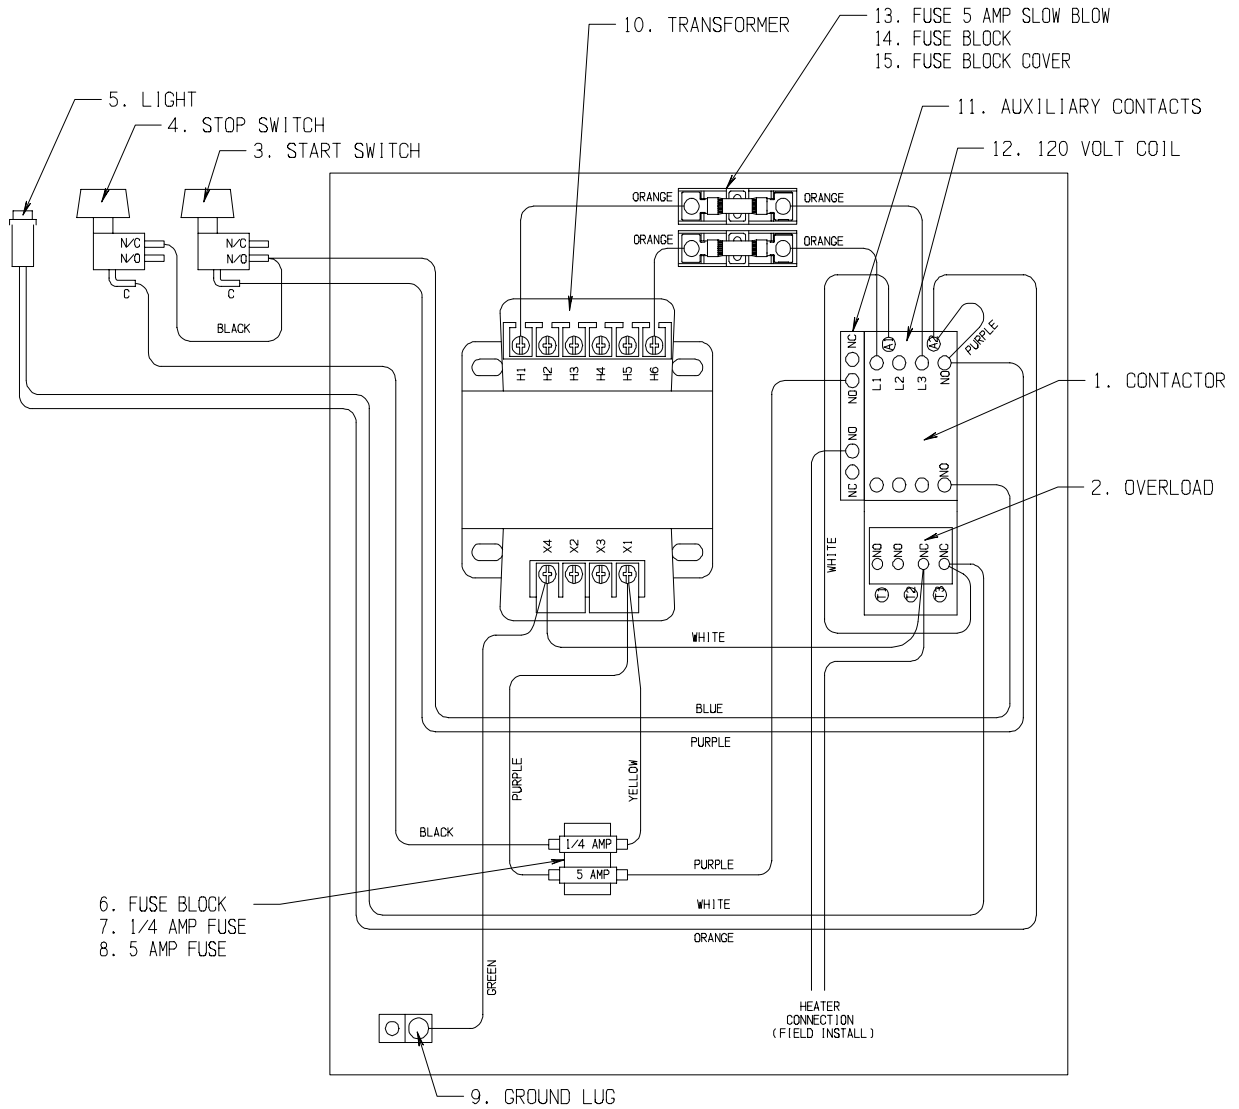 10. TRANSFORMER
13. FUSE 5 AMP SLOW BLOW
14. FUSE BLOCK
15. FUSE BLOCK COVER
5. LIGHT
4. STOP SWITCH
3. START SWITCH
11. AUXILIARY CONTACTS
12. 120 VOLT COIL
ORANGE
ORANGE
ORANGE
ORANGE
N/C
N/O
C
N/C
N/O
C
BLACK
H1
H2
H3
H4
H5
H6
NC
NO
NO
NC
A1
A2
PURPLE
L1
L2
L3
NO
NO
1. CONTACTOR
2. OVERLOAD
X4
X2
X3
X1
WHITE
NO
NO
NC
NC
T1
T2
T3
WHITE
BLUE
PURPLE
PURPLE
YELLOW
BLACK
1/4 AMP
5 AMP
PURPLE
6. FUSE BLOCK
7. 1/4 AMP FUSE
8. 5 AMP FUSE
WHITE
ORANGE
GREEN
HEATER
CONNECTION
(FIELD INSTALL)
9. GROUND LUG